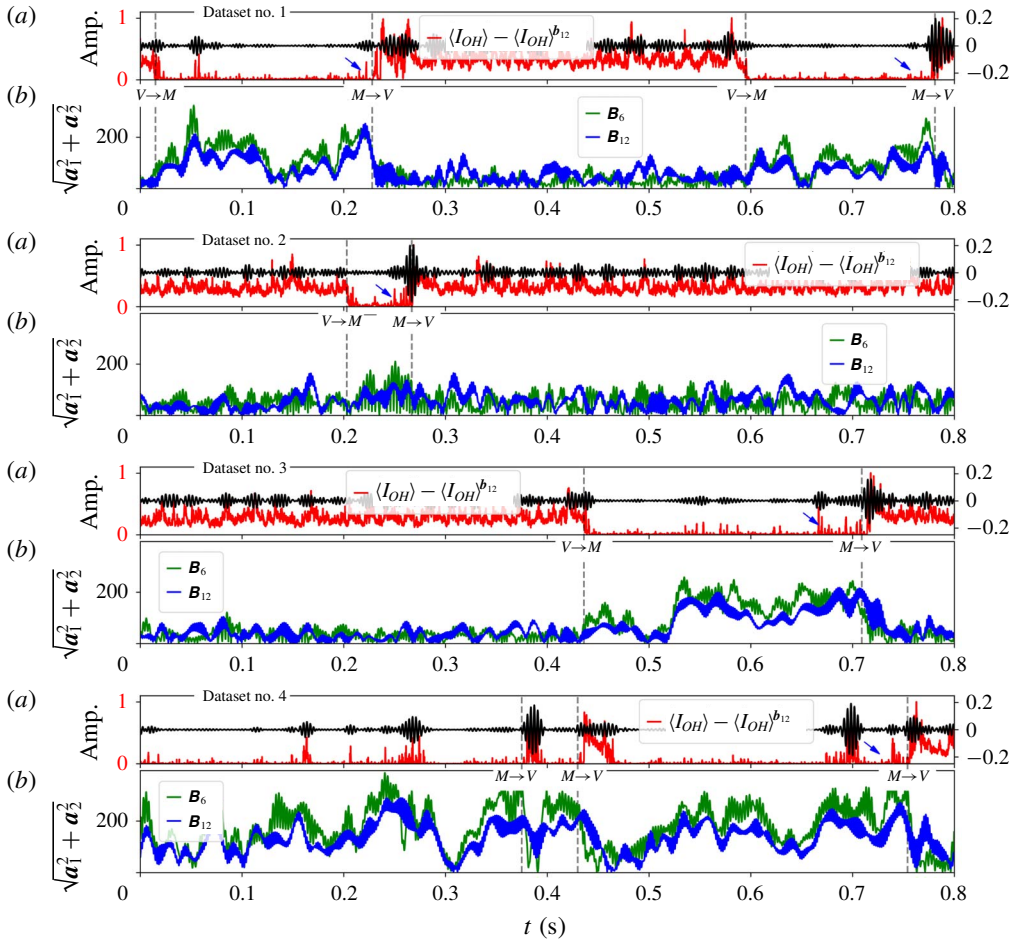 (a) Amp. 1 0 Dataset no. 1 ⟨I_OH⟩ − ⟨I_OH⟩^b₁₂ 0.2 0 −0.2
V→M M→V V→M M→V
(b) √a₁² + a₂² 200 B₆
B₁₂
0 0.1 0.2 0.3 0.4 0.5 0.6 0.7 0.8
(a) Amp. 1 0 Dataset no. 2 ⟨I_OH⟩ − ⟨I_OH⟩^b₁₂ 0.2 0 −0.2
V→M M→V
(b) √a₁² + a₂² 200 B₆
B₁₂
0 0.1 0.2 0.3 0.4 0.5 0.6 0.7 0.8
(a) Amp. 1 0 Dataset no. 3 ⟨I_OH⟩ − ⟨I_OH⟩^b₁₂ 0.2 0 −0.2
V→M M→V
(b) √a₁² + a₂² 200 B₆
B₁₂
0 0.1 0.2 0.3 0.4 0.5 0.6 0.7 0.8
(a) Amp. 1 0 Dataset no. 4 ⟨I_OH⟩ − ⟨I_OH⟩^b₁₂ 0.2 0 −0.2
M→V M→V M→V
(b) √a₁² + a₂² 200 B₆
B₁₂
0 0.1 0.2 0.3 0.4 0.5 0.6 0.7 0.8
t (s)